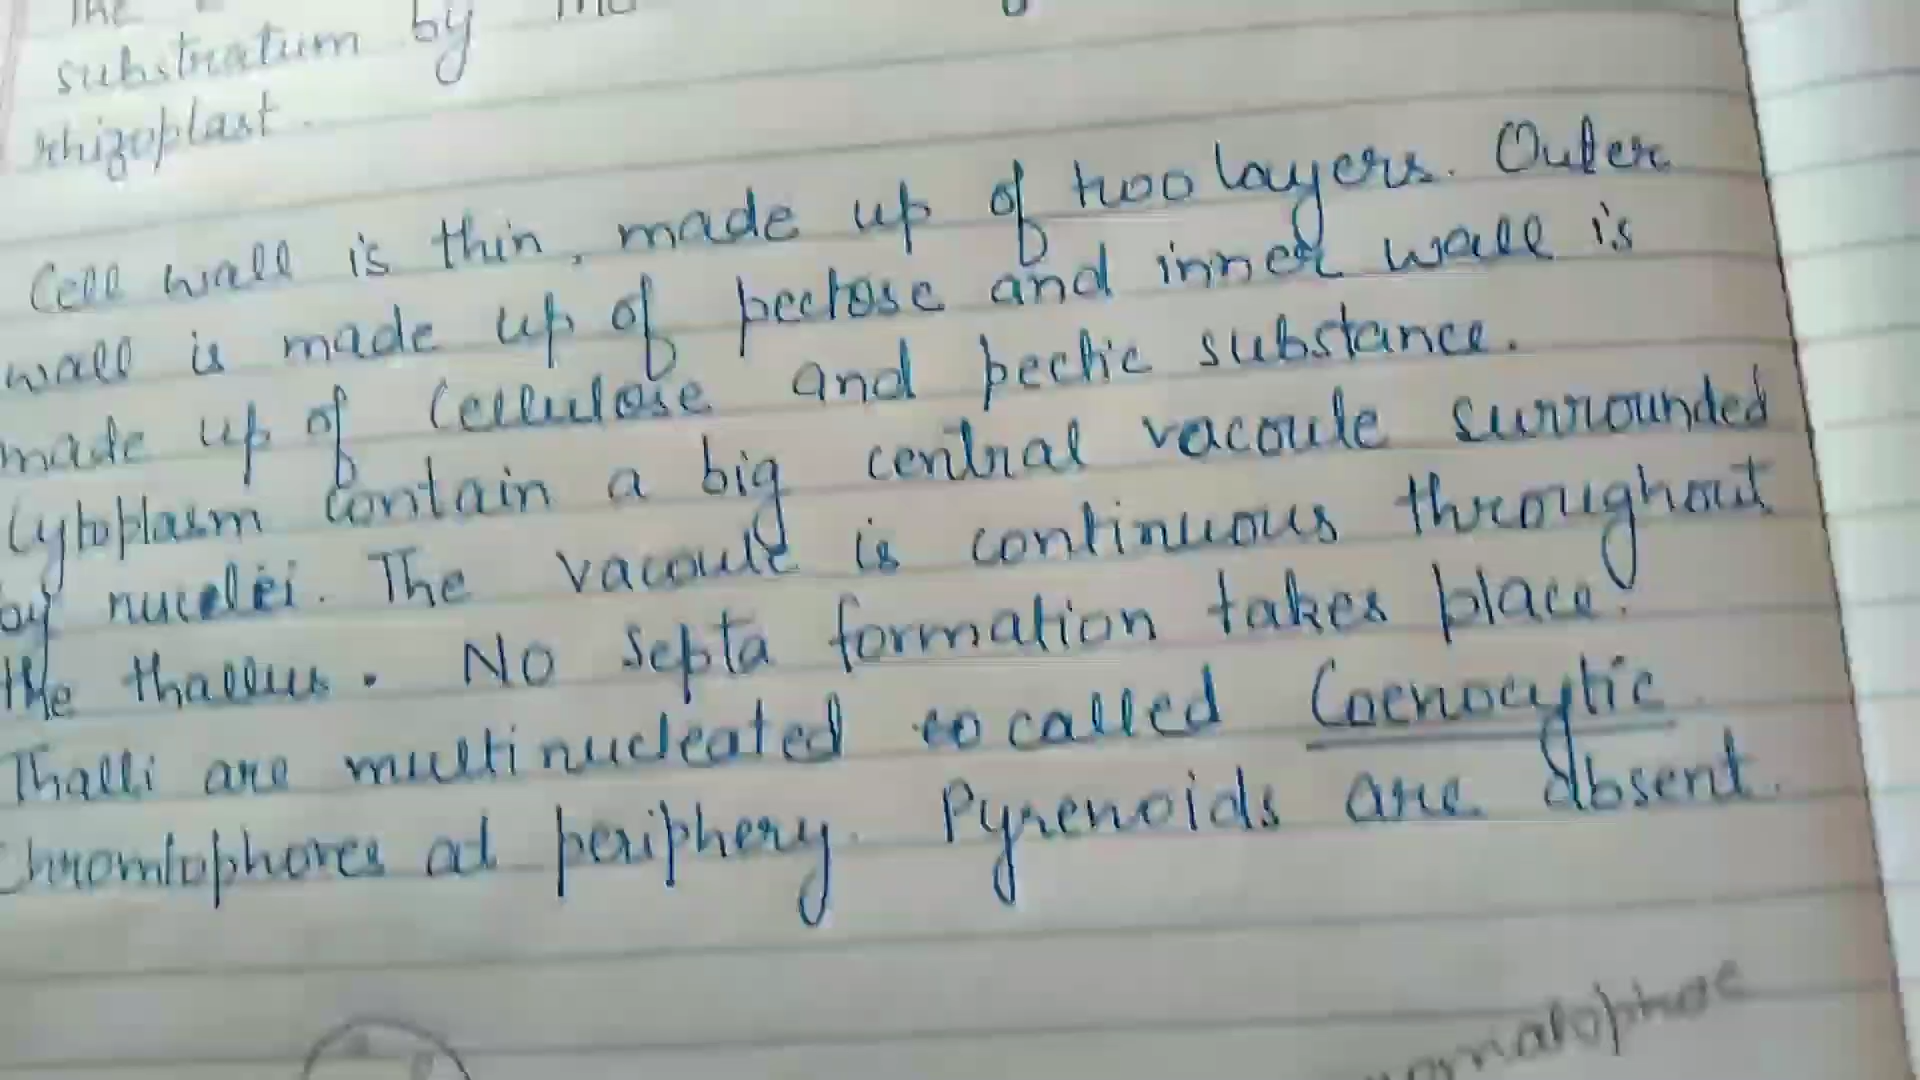 substratum by
rhizoplast.
Cell wall is thin, made up of two layers. Outer
wall is made up of pectose and inner wall is
made up of Cellulose and pectic substance.
Cytoplasm contain a big central vacoule surrounded
by nuclei. The vacoule is continuous throughout
the thallus. No septa formation takes place.
Thalli are multinucleated so called Coenocytic
Chromtophores at periphery. Pyrenoids are absent.